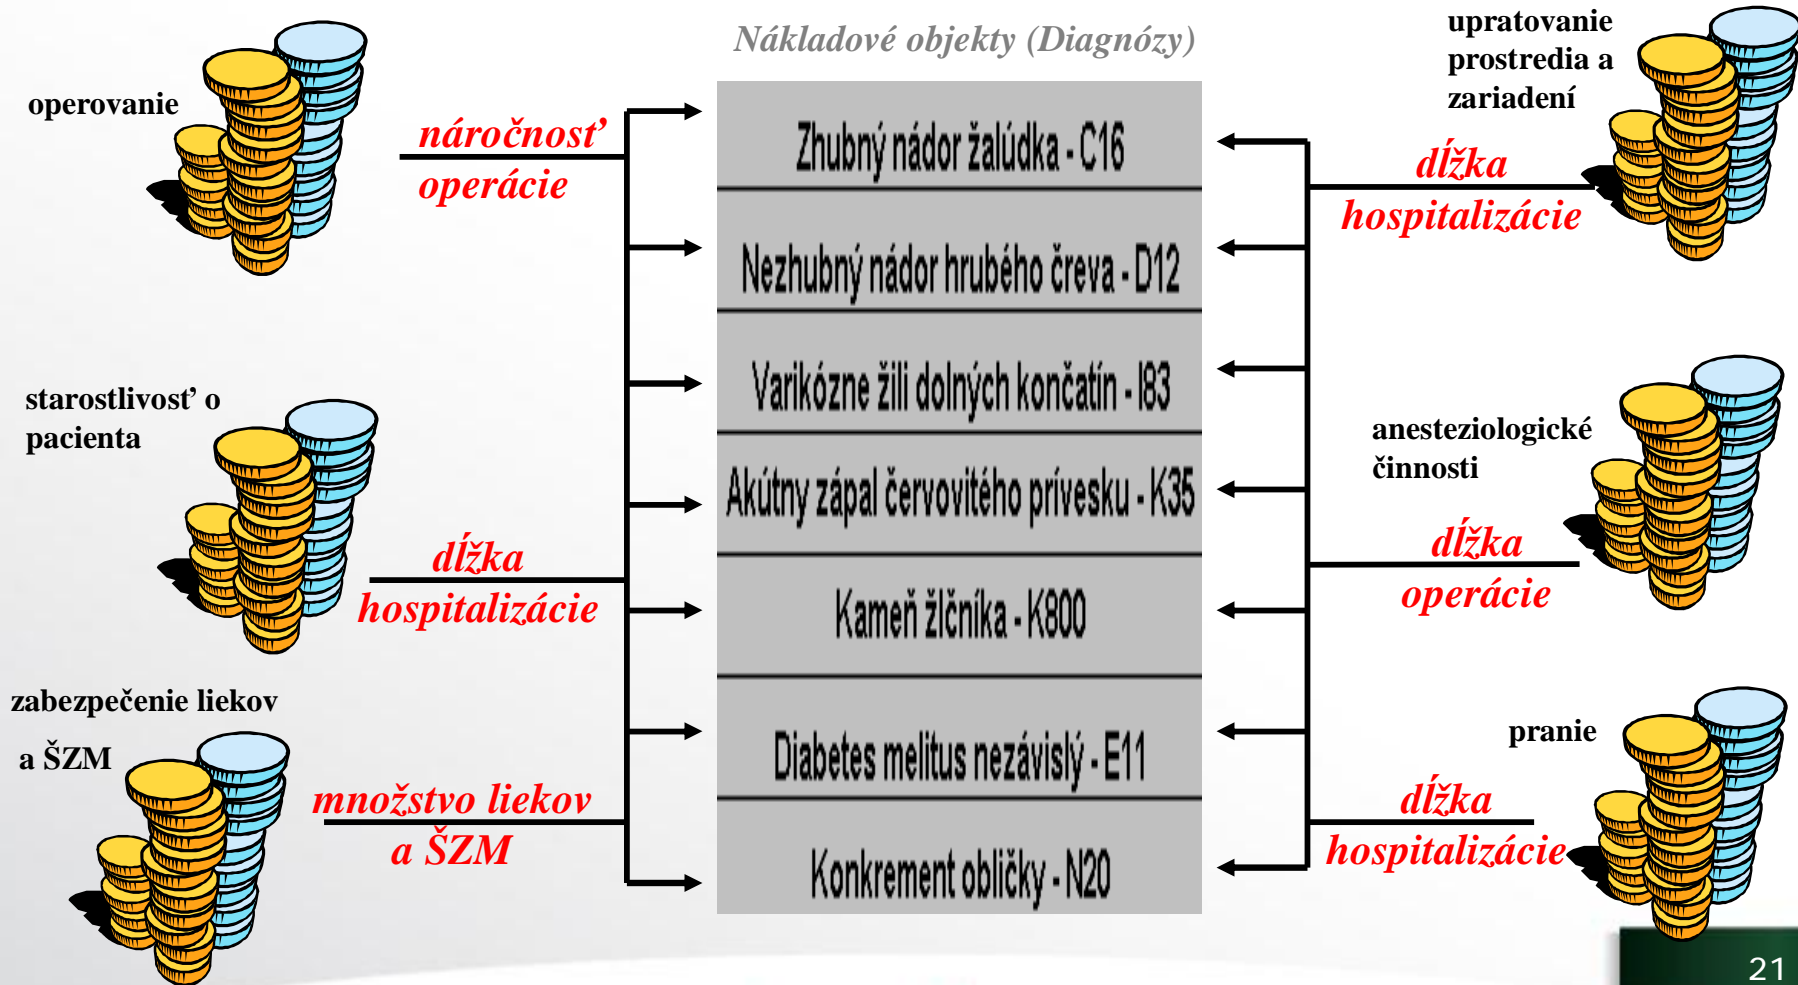 Nákladové objekty (Diagnózy)
operovanie
náročnosť
operácie
starostlivosť o
pacienta
dĺžka
hospitalizácie
zabezpečenie liekov
a ŠZM
množstvo liekov
a ŠZM
Zhubný nádor žalúdka - C16
Nezhubný nádor hrubého čreva - D12
Varikózne žili dolných končatín - I83
Akútny zápal červovitého prívesku - K35
Kameň žlčníka - K800
Diabetes melitus nezávislý - E11
Konkrement obličky - N20
upratovanie
prostredia a
zariadení
dĺžka
hospitalizácie
anesteziologické
činnosti
dĺžka
operácie
pranie
dĺžka
hospitalizácie
21